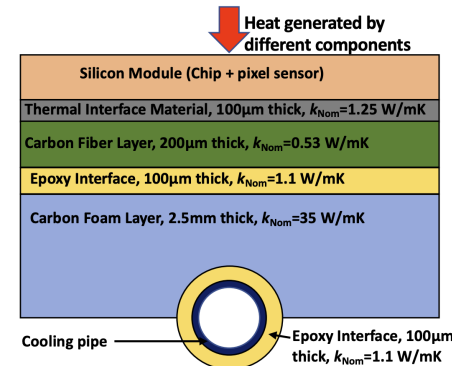 Heat generated by
different components
Silicon Module (Chip + pixel sensor)
Thermal Interface Material, 100μm thick, kNom=1.25 W/mK
Carbon Fiber Layer, 200μm thick, kNom=0.53 W/mK
Epoxy Interface, 100μm thick, kNom=1.1 W/mK
Carbon Foam Layer, 2.5mm thick, kNom=35 W/mK
Cooling pipe
Epoxy Interface, 100μm
thick, kNom=1.1 W/mK